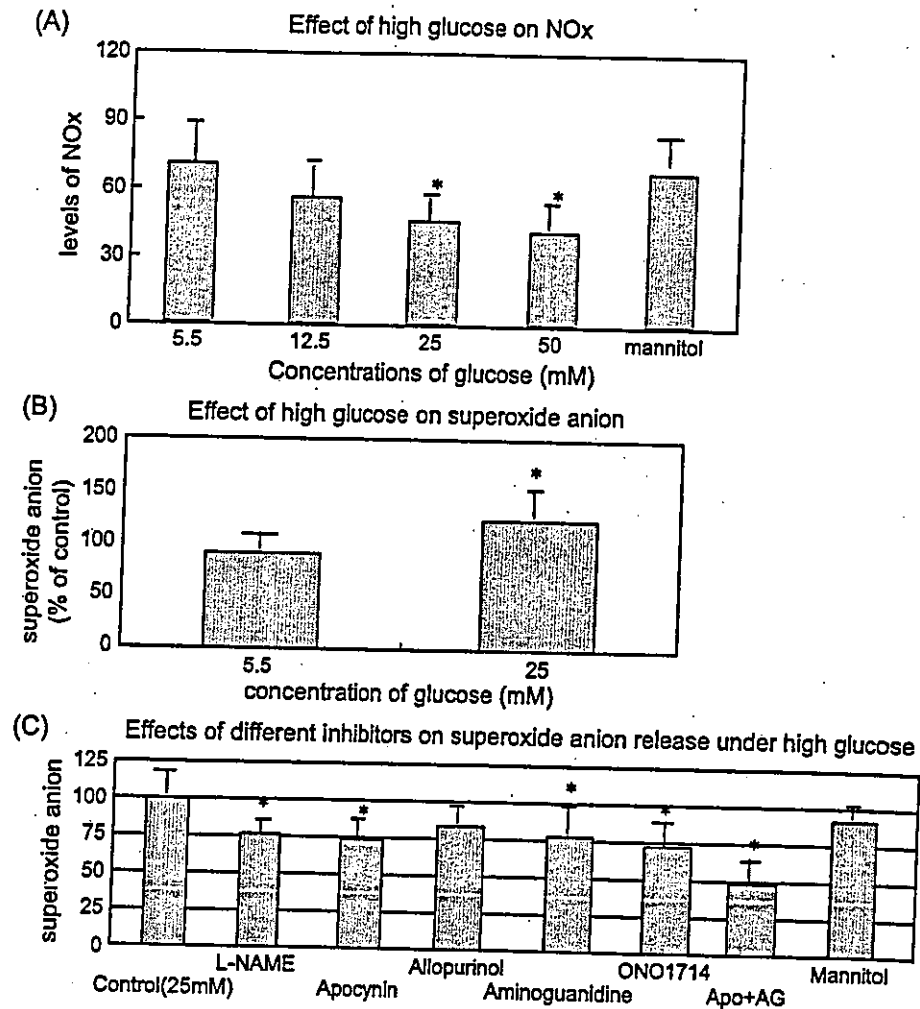 (A)
Effect of high glucose on NOx
120
90
60
30
0
levels of NOx
* *
5.5 12.5 25 50 mannitol
Concentrations of glucose (mM)
(B)
Effect of high glucose on superoxide anion
200
150
100
50
0
superoxide anion
(% of control)
*
5.5 25
concentration of glucose (mM)
(C)
Effects of different inhibitors on superoxide anion release under high glucose
125
100
75
50
25
0
superoxide anion
* * * * *
L-NAME Allopurinol ONO1714 Mannitol
Control(25mM) Apocynin Aminoguanidine Apo+AG